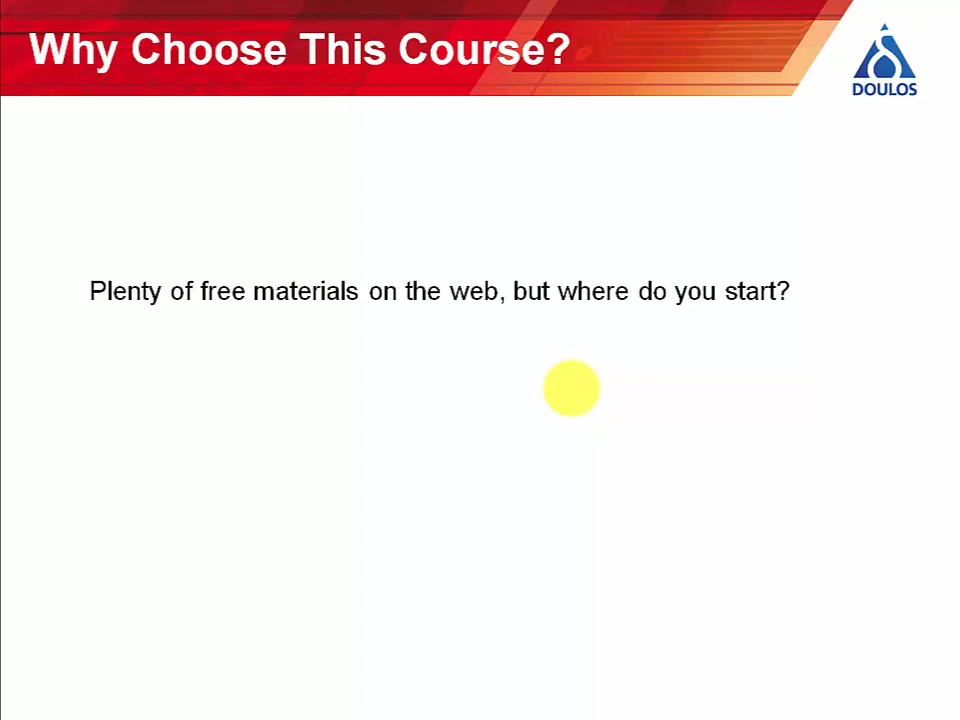 Why Choose This Course?
DOULOS
Plenty of free materials on the web, but where do you start?